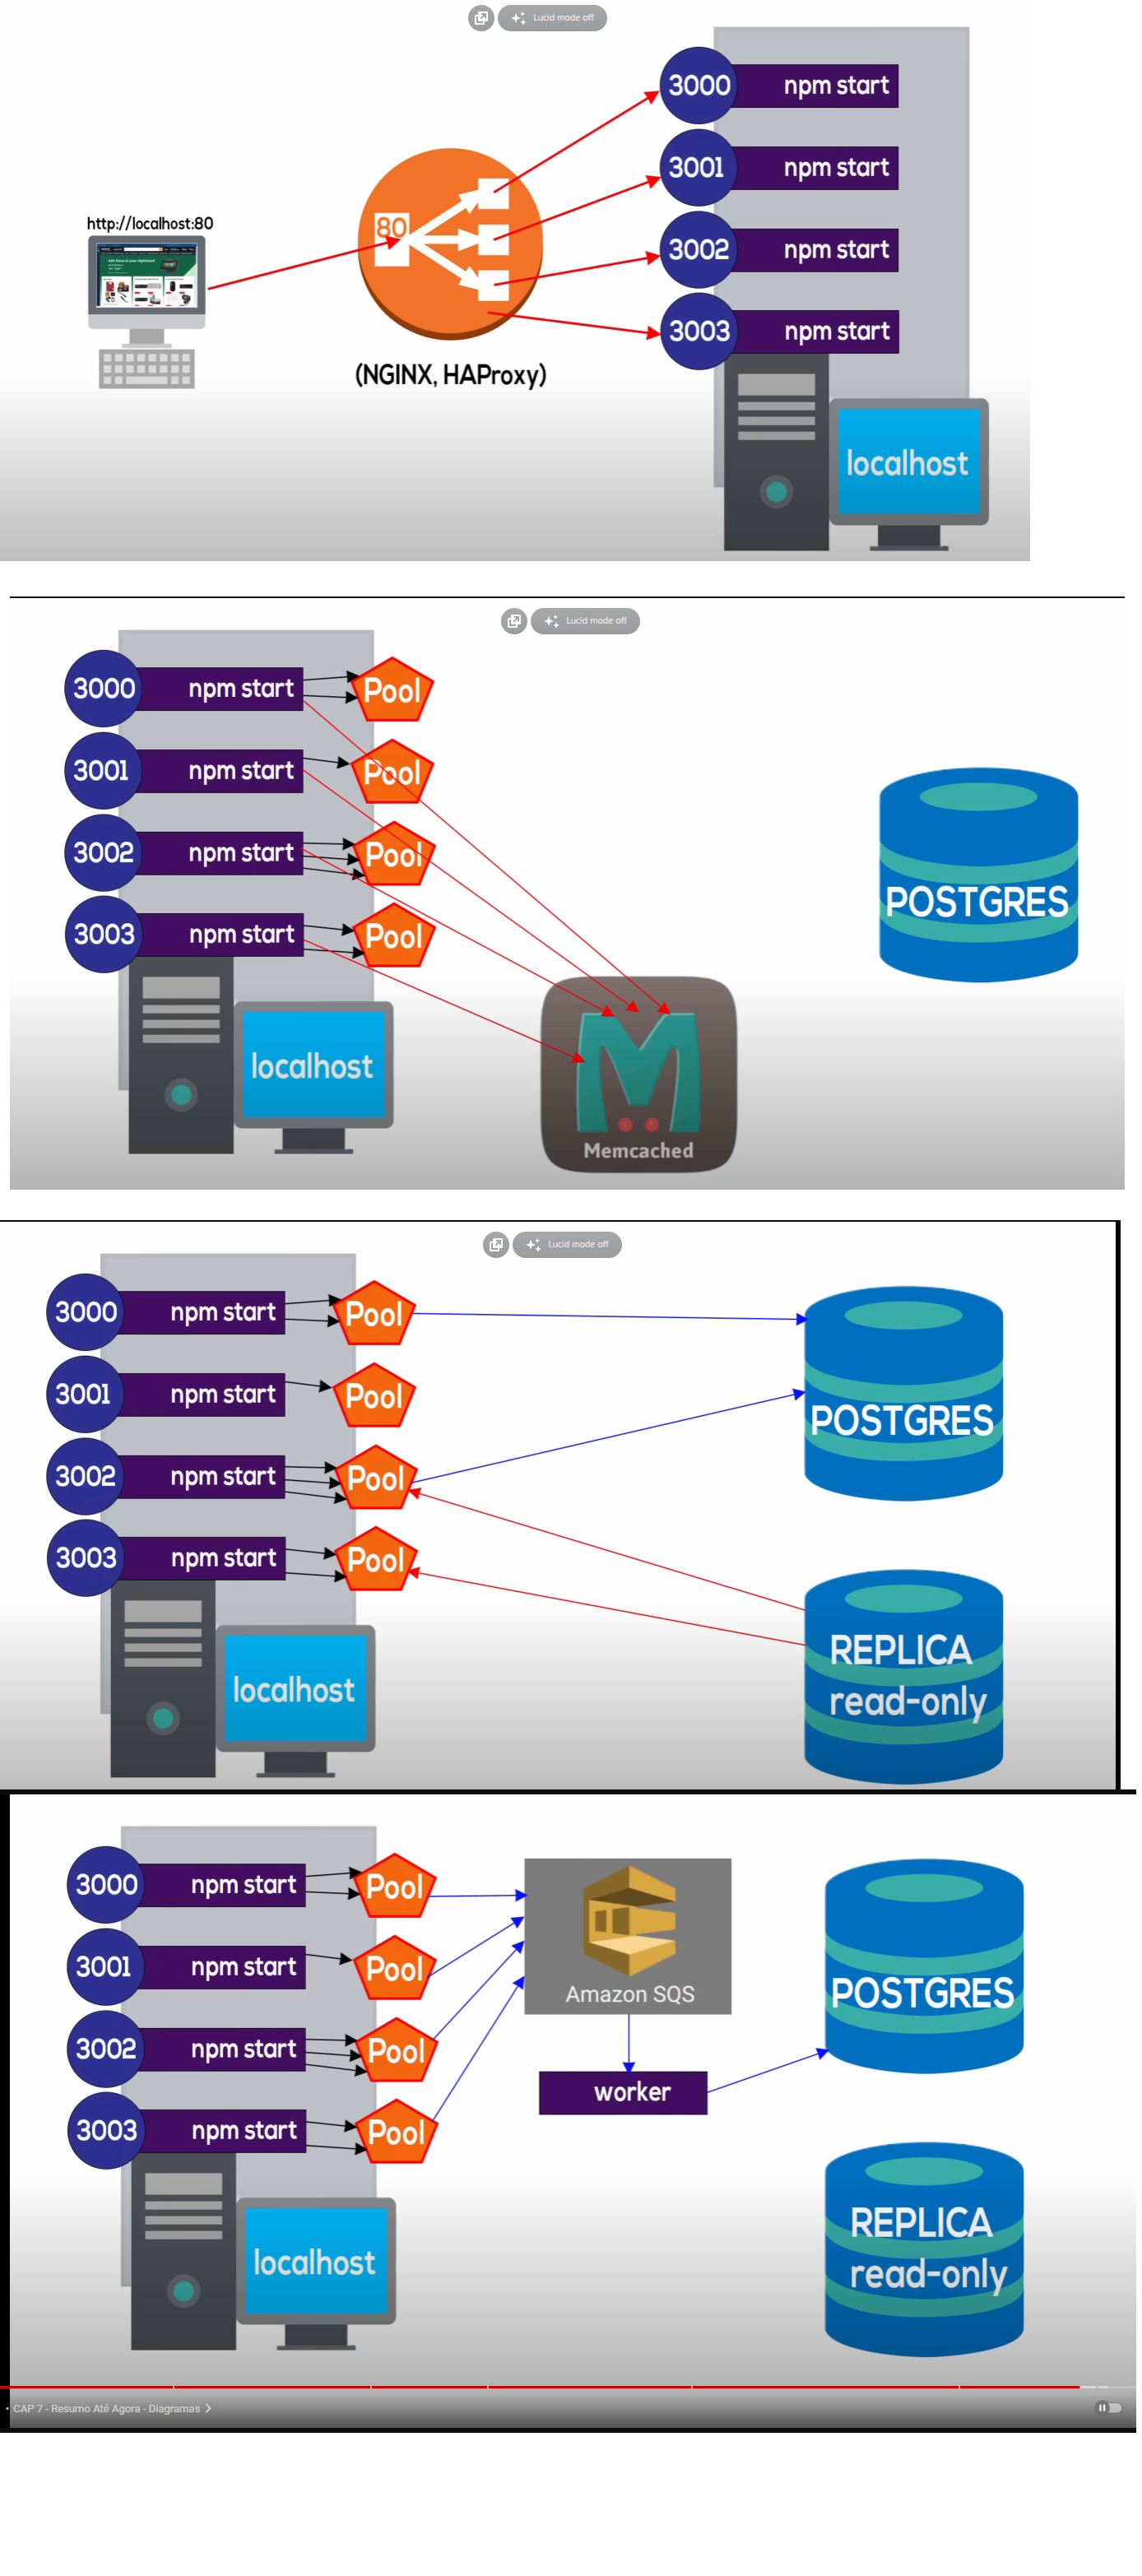 Lucid mode off
3000 npm start
3001 npm start
http://localhost:80
80
3002 npm start
3003 npm start
(NGINX, HAProxy)
localhost
Lucid mode off
3000 npm start Pool
3001 npm start Pool
3002 npm start Pool
POSTGRES
3003 npm start Pool
localhost
Memcached
Lucid mode off
3000 npm start Pool
3001 npm start Pool
POSTGRES
3002 npm start Pool
3003 npm start Pool
REPLICA
read-only
localhost
3000 npm start Pool
3001 npm start Pool
Amazon SQS
POSTGRES
3002 npm start Pool
worker
3003 npm start Pool
REPLICA
read-only
localhost
• CAP 7 - Resumo Até Agora - Diagramas